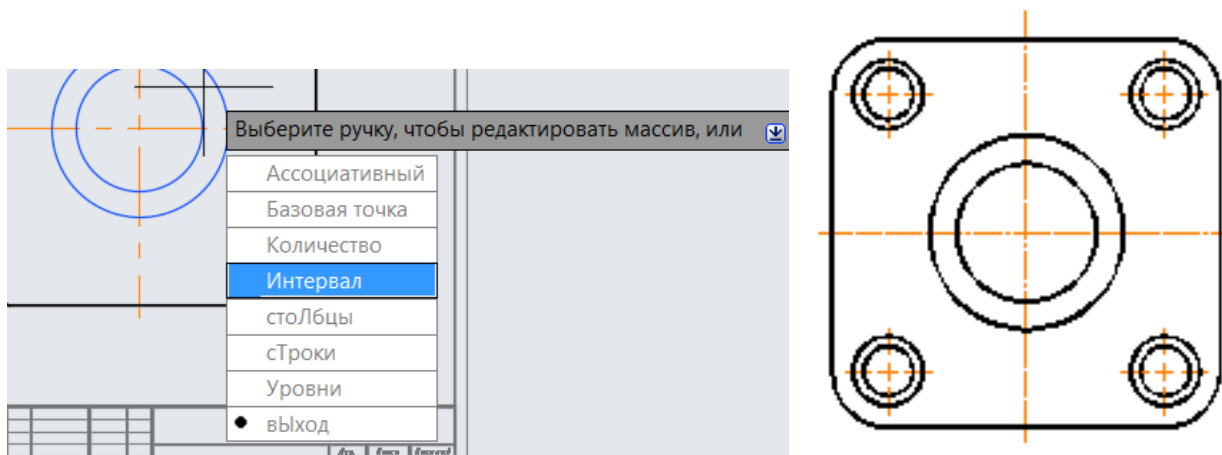 Выберите ручку, чтобы редактировать массив, или
Ассоциативный
Базовая точка
Количество
Интервал
стоЛбцы
сТроки
Уровни
вЫход